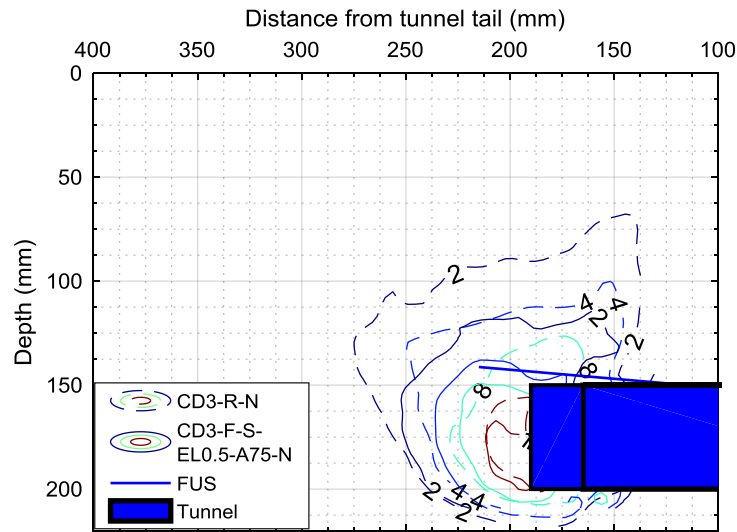 Distance from tunnel tail (mm)
400 350 300 250 200 150 100
0
50
100
150
200
Depth (mm)
2
4
4
2
2
8
8
2
4
4
2
CD3-R-N
CD3-F-S-
EL0.5-A75-N
FUS
Tunnel